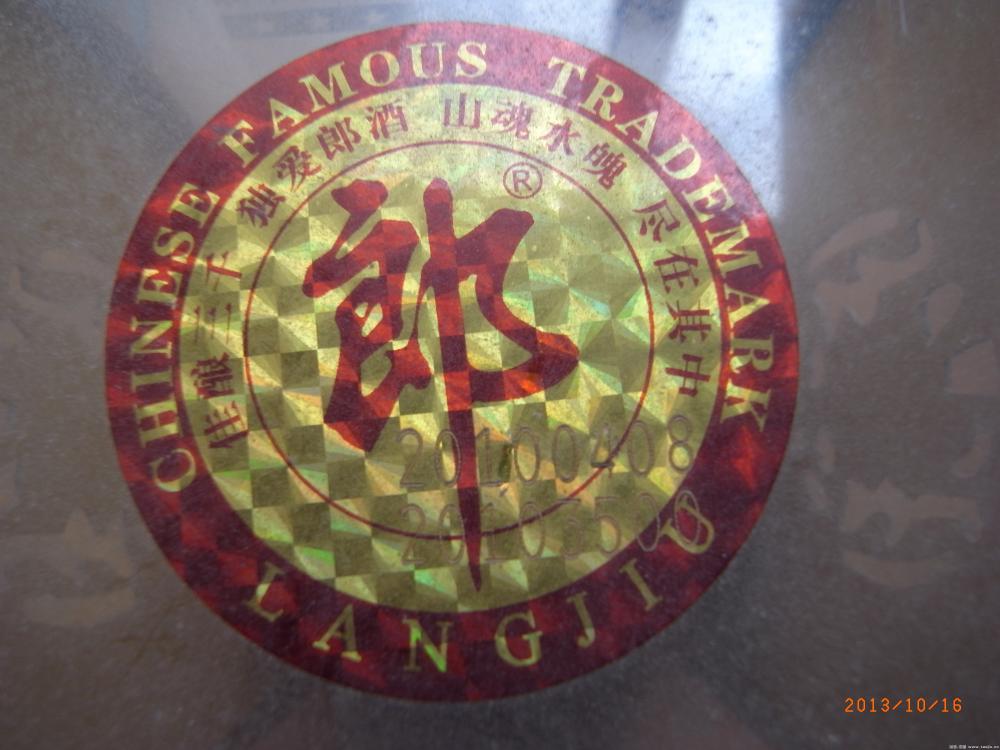 CHINESE FAMOUS TRADEMARK
佳酿三千 独爱郎酒 山魂水魄 尽在其中
郎®
20100408
LANGJIU
2013/10/16